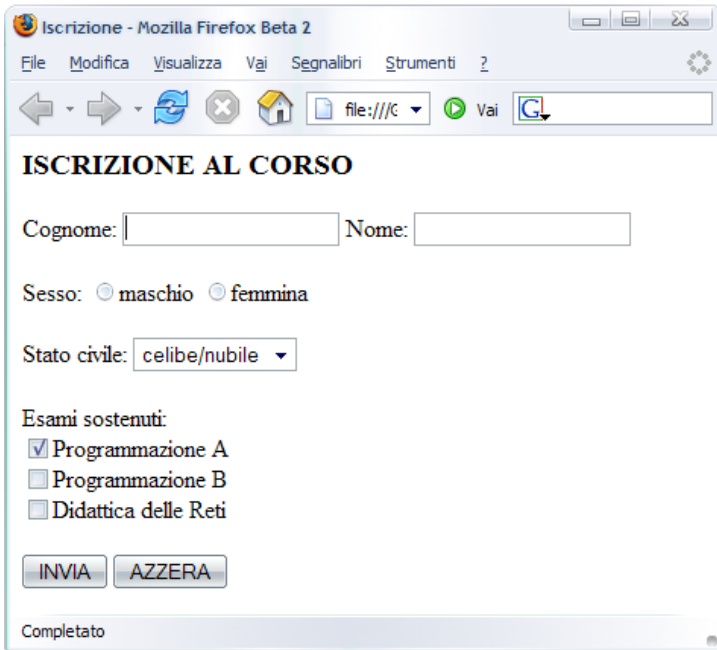 Iscrizione - Mozilla Firefox Beta 2
File Modifica Visualizza Vai Segnalibri Strumenti ?
file:///G Vai G
ISCRIZIONE AL CORSO
Cognome: Nome:
Sesso: maschio femmina
Stato civile: celibe/nubile
Esami sostenuti:
Programmazione A
Programmazione B
Didattica delle Reti
INVIA AZZERA
Completato